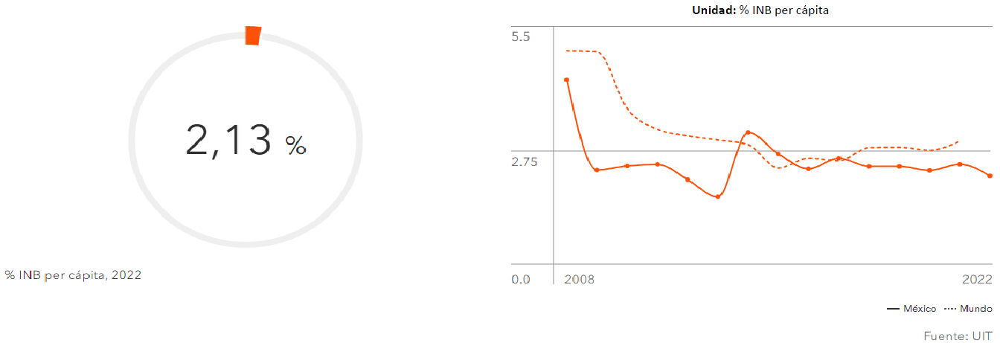 2,13 %
% INB per cápita, 2022
Unidad: % INB per cápita
5.5
2.75
0.0
2008
2022
México
Mundo
Fuente: UIT